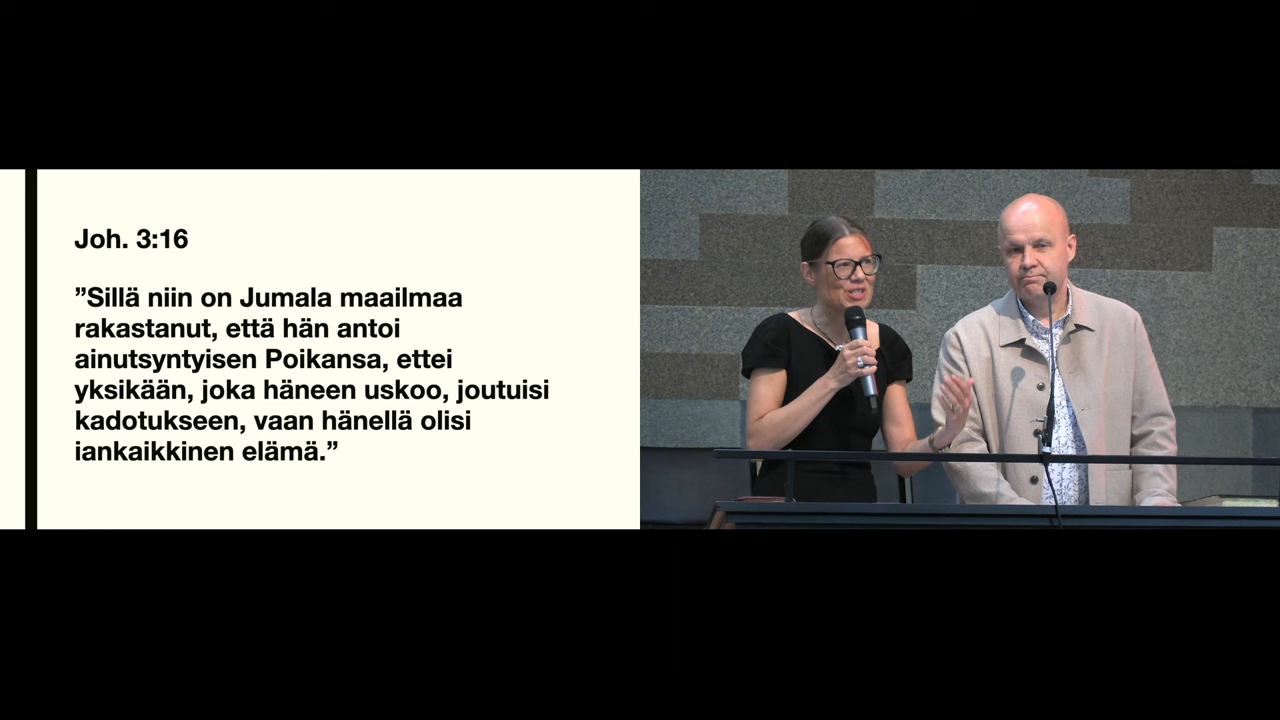 Joh. 3:16
”Sillä niin on Jumala maailmaa
rakastanut, että hän antoi
ainutsyntyisen Poikansa, ettei
yksikään, joka häneen uskoo, joutuisi
kadotukseen, vaan hänellä olisi
iankaikkinen elämä.”